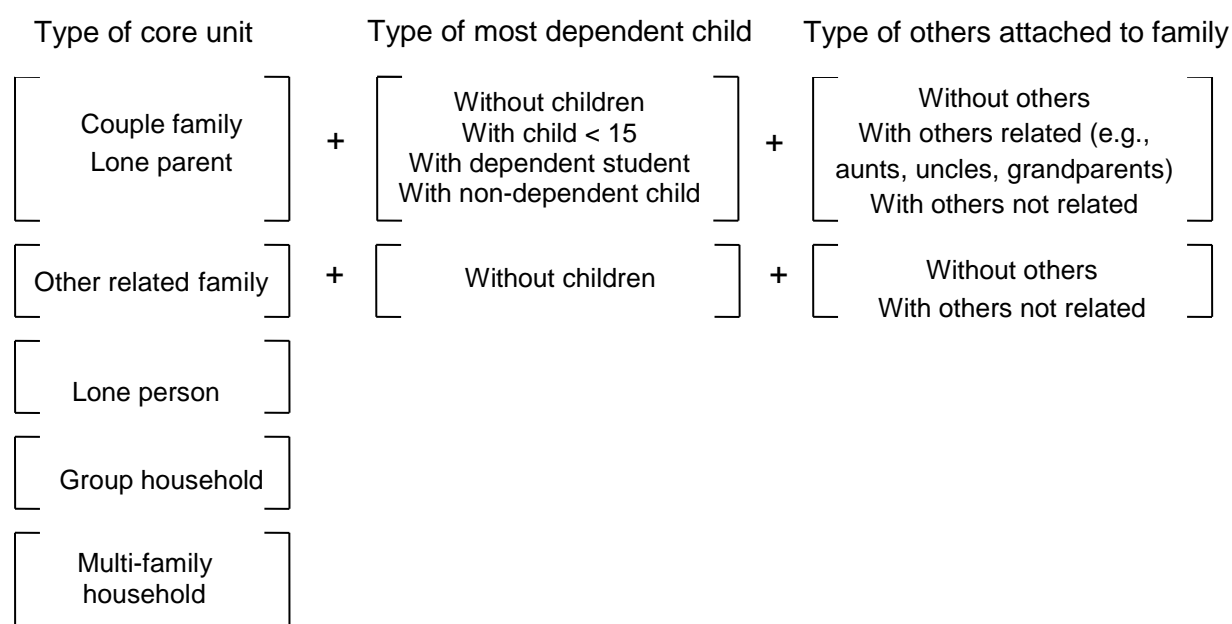 Type of core unit
Type of most dependent child
Type of others attached to family
Couple family
Lone parent
+
Without children
With child < 15
With dependent student
With non-dependent child
+
Without others
With others related (e.g.,
aunts, uncles, grandparents)
With others not related
Other related family
+
Without children
+
Without others
With others not related
Lone person
Group household
Multi-family
household